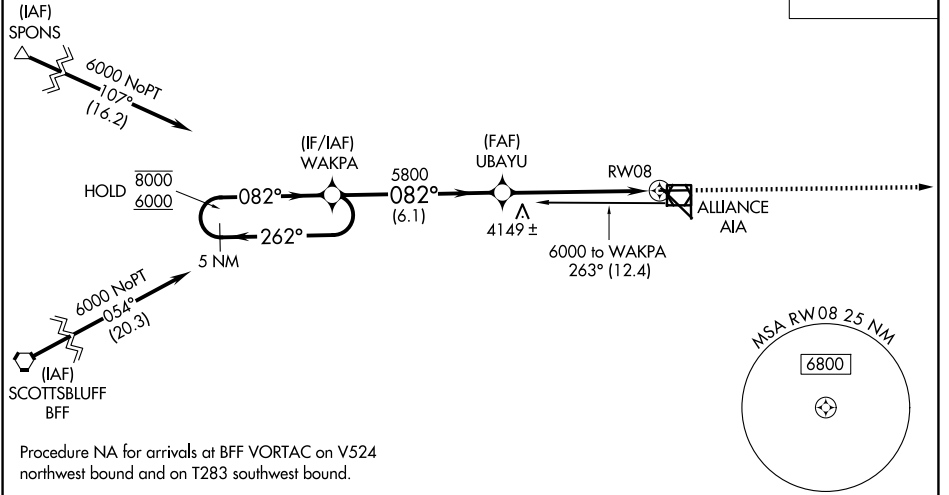 (IAF)
SPONS
6000 NoPT
107°
(16.2)
(IF/IAF)
WAKPA
(FAF)
UBAYU
HOLD
8000
6000
082°
5800
082°
(6.1)
RW08
262°
5 NM
4149 ±
ALLIANCE
AIA
6000 to WAKPA
263° (12.4)
6000 NoPT
054°
(20.3)
(IAF)
SCOTTSBLUFF
BFF
MSA RW08 25 NM
6800
Procedure NA for arrivals at BFF VORTAC on V524
northwest bound and on T283 southwest bound.